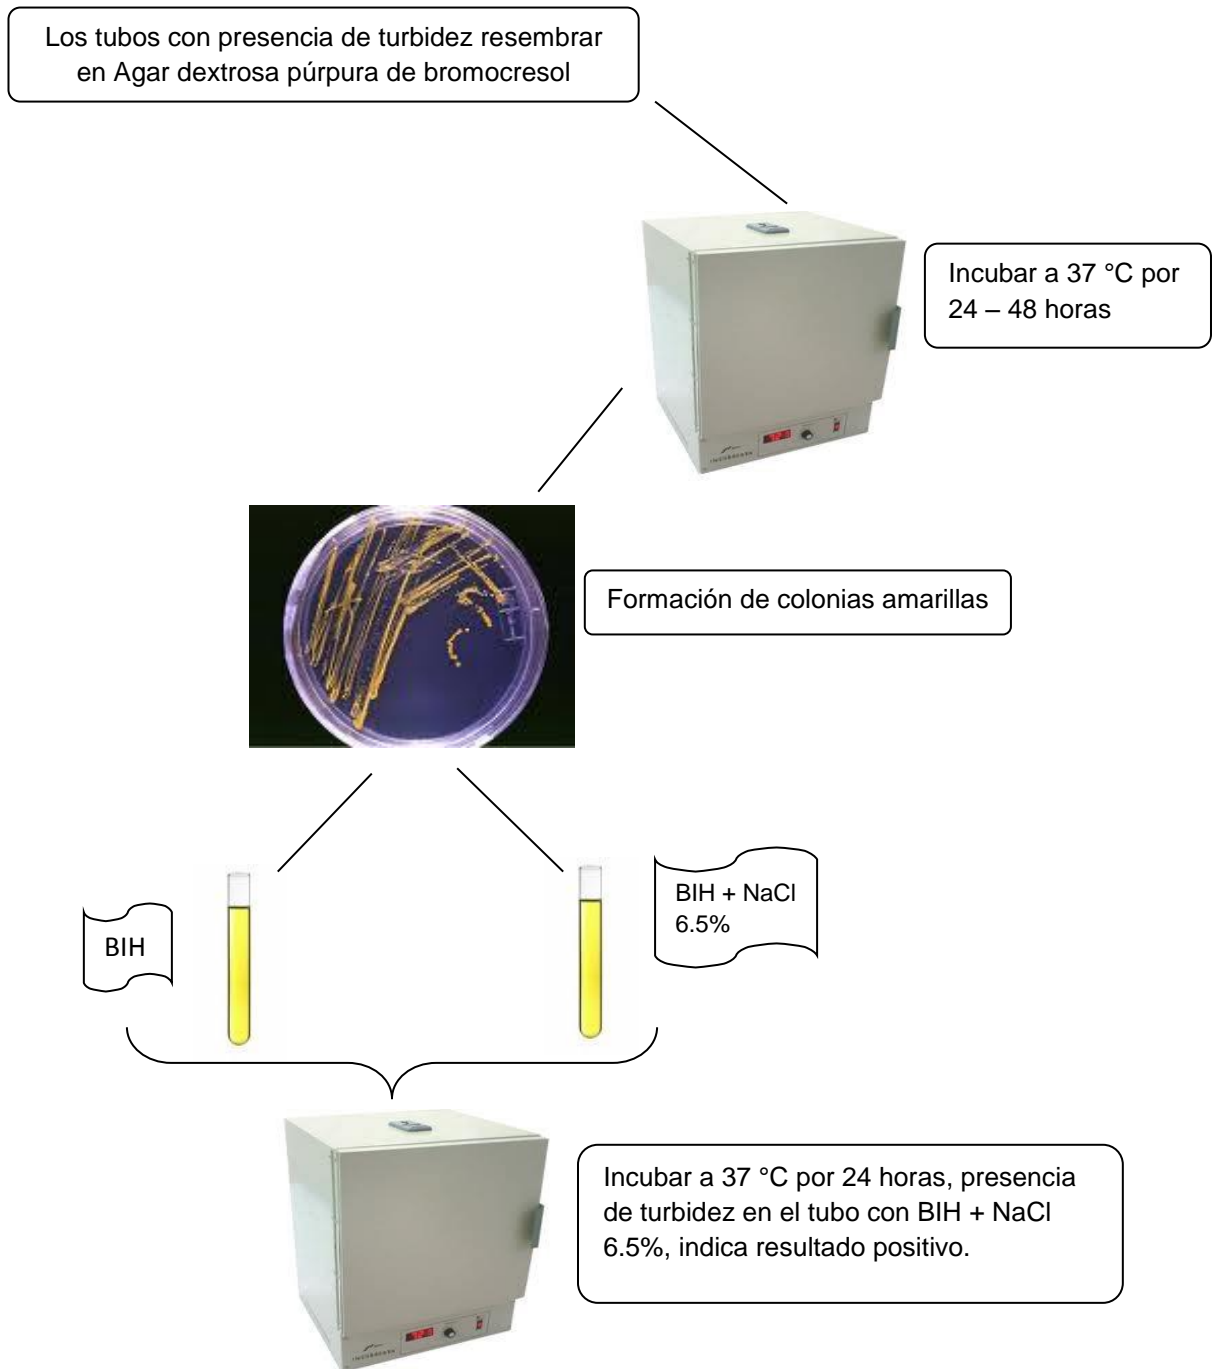 Los tubos con presencia de turbidez resembrar
en Agar dextrosa púrpura de bromocresol
Incubar a 37 °C por
24 – 48 horas
Formación de colonias amarillas
BIH
BIH + NaCl
6.5%
Incubar a 37 °C por 24 horas, presencia
de turbidez en el tubo con BIH + NaCl
6.5%, indica resultado positivo.